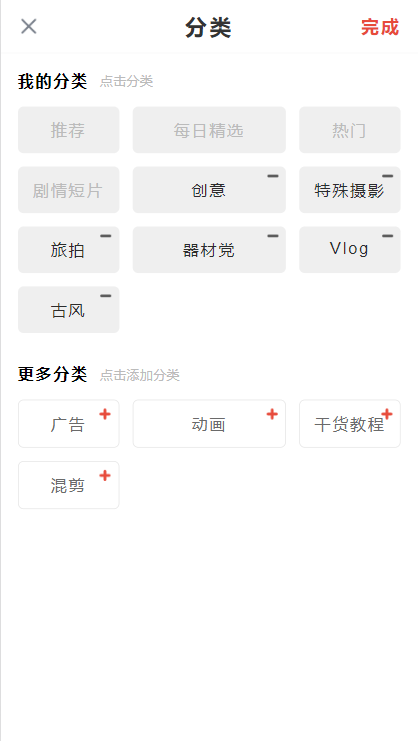 分类 完成
我的分类 点击分类
推荐 每日精选 热门
剧情短片 创意 特殊摄影
旅拍 器材党 Vlog
古风
更多分类 点击添加分类
广告 动画 干货教程
混剪